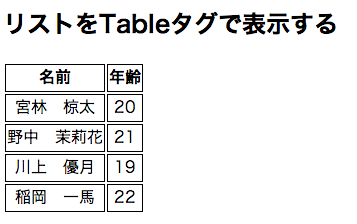 リストをTableタグで表示する
名前 年齢
宮林　椋太 20
野中　茉莉花 21
川上　優月 19
稲岡　一馬 22